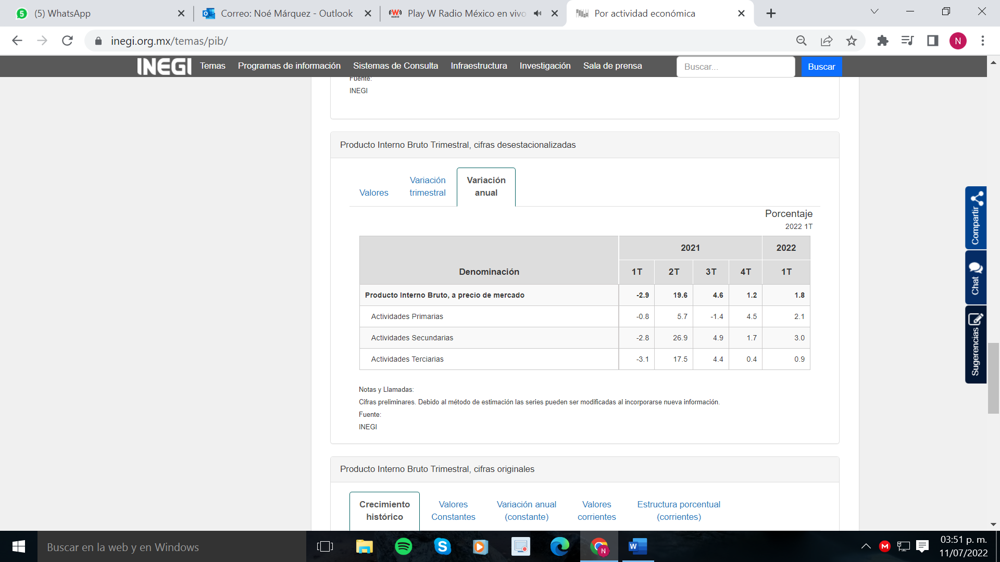 5
(5) WhatsApp
Correo: Noé Márquez - Outlook
W
RADIO
Play W Radio México en vivo
Por actividad económica
inegi.org.mx/temas/pib/
N
INEGI
Temas
Programas de información
Sistemas de Consulta
Infraestructura
Investigación
Sala de prensa
Buscar...
Buscar
Fuente:
INEGI
Producto Interno Bruto Trimestral, cifras desestacionalizadas
Valores
Variación
trimestral
Variación
anual
Porcentaje
2022 1T
Denominación 2021 2022
1T 2T 3T 4T 1T
Producto Interno Bruto, a precio de mercado -2.9 19.6 4.6 1.2 1.8
Actividades Primarias -0.8 5.7 -1.4 4.5 2.1
Actividades Secundarias -2.8 26.9 4.9 1.7 3.0
Actividades Terciarias -3.1 17.5 4.4 0.4 0.9
Notas y Llamadas:
Cifras preliminares. Debido al método de estimación las series pueden ser modificadas al incorporarse nueva información.
Fuente:
INEGI
Compartir
Chat
Sugerencias
Producto Interno Bruto Trimestral, cifras originales
Crecimiento
histórico
Valores
Constantes
Variación anual
(constante)
Valores
corrientes
Estructura porcentual
(corrientes)
Buscar en la web y en Windows
S
N
W
M
03:51 p. m.
11/07/2022